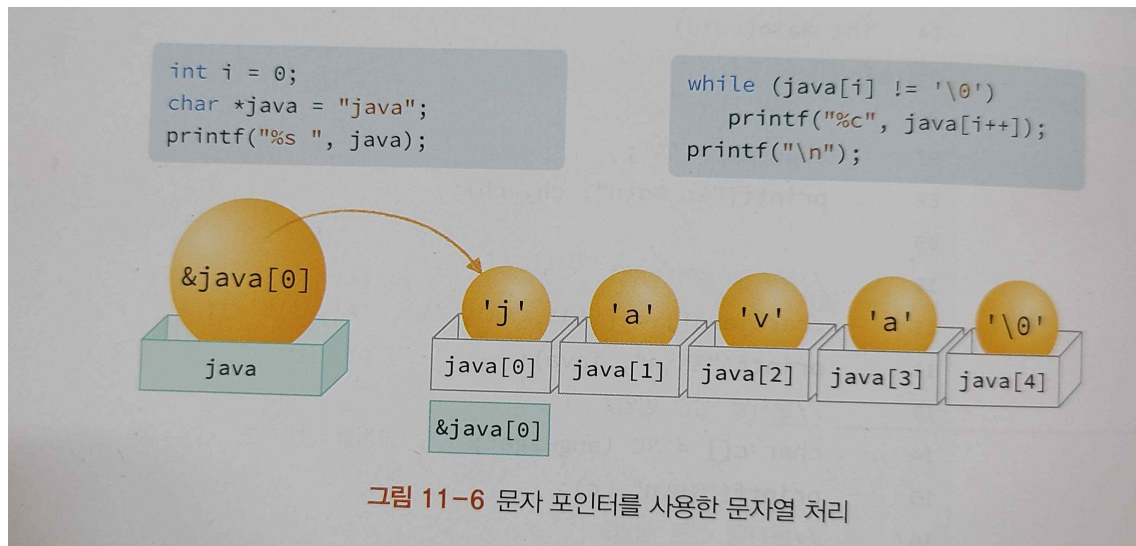 int i = 0;
char *java = "java";
printf("%s ", java);
while (java[i] != '\0')
printf("%c", java[i++]);
printf("\n");
&java[0]
java
'j'
'a'
'v'
'a'
'\0'
java[0]
java[1]
java[2]
java[3]
java[4]
&java[0]
그림 11-6 문자 포인터를 사용한 문자열 처리